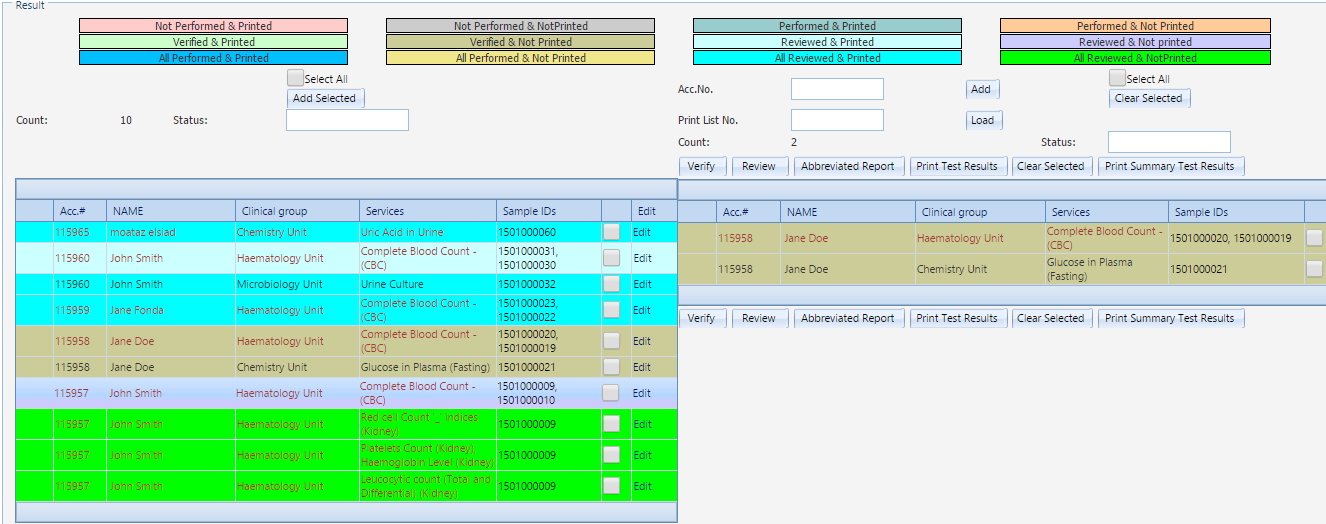 Result
Not Performed & Printed
Not Performed & NotPrinted
Performed & Printed
Performed & Not Printed
Verified & Printed
Verified & Not Printed
Reviewed & Printed
Reviewed & Not printed
All Performed & Printed
All Performed & Not Printed
All Reviewed & Printed
All Reviewed & NotPrinted
Select All
Add Selected
Count: 10 Status:
Acc.No. Add
Select All
Clear Selected
Print List No. Load
Count: 2 Status:
Verify Review Abbreviated Report Print Test Results Clear Selected Print Summary Test Results
Acc.# NAME Clinical group Services Sample IDs Edit
115965 moataz elsiad Chemistry Unit Uric Acid in Urine 1501000060 Edit
115960 John Smith Haematology Unit Complete Blood Count - 1501000031, Edit
(CBC) 1501000030
115960 John Smith Microbiology Unit Urine Culture 1501000032 Edit
115959 Jane Fonda Haematology Unit Complete Blood Count - 1501000023, Edit
(CBC) 1501000022
115958 Jane Doe Haematology Unit Complete Blood Count - 1501000020, Edit
(CBC) 1501000019
115958 Jane Doe Chemistry Unit Glucose in Plasma (Fasting) 1501000021 Edit
115957 John Smith Haematology Unit Complete Blood Count - 1501000009, Edit
(CBC) 1501000010
115957 John Smith Haematology Unit Red cell Count '_' indices 1501000009 Edit
(Kidney)
115957 John Smith Haematology Unit Platelets Count (Kidney), 1501000009 Edit
Haemoglobin Level (Kidney)
115957 John Smith Haematology Unit Leucocytic count (Total and 1501000009 Edit
Differential) (Kidney)
Acc.# NAME Clinical group Services Sample IDs
115958 Jane Doe Haematology Unit Complete Blood Count - 1501000020, 1501000019
(CBC)
115958 Jane Doe Chemistry Unit Glucose in Plasma 1501000021
(Fasting)
Verify Review Abbreviated Report Print Test Results Clear Selected Print Summary Test Results